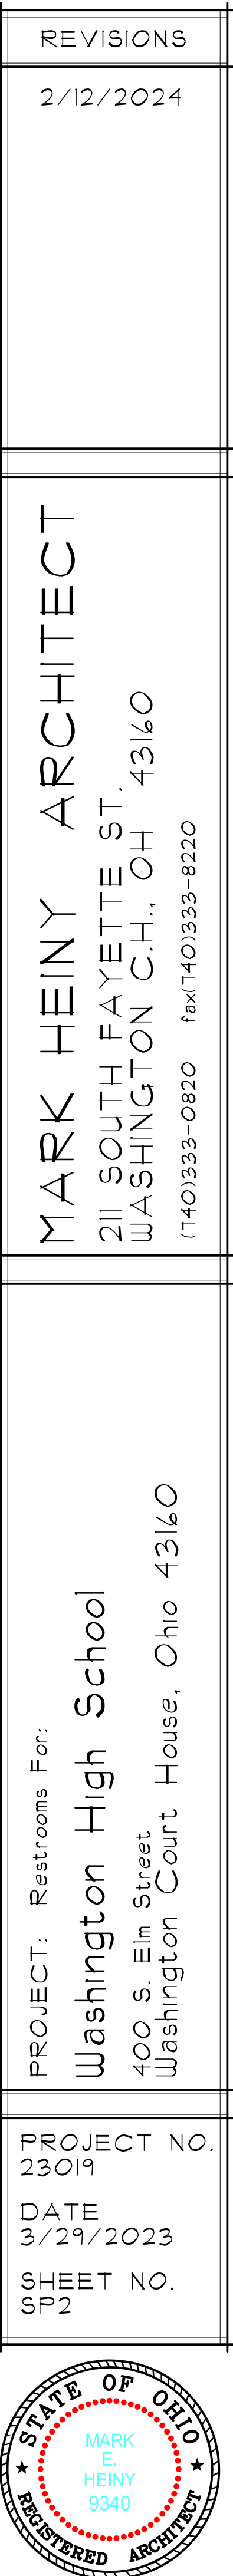 REVISIONS
2/12/2024
MARK HEINY ARCHITECT
211 SOUTH FAYETTE ST.
WASHINGTON C.H., OH 43160
(740)333-0820 fax(740)333-8220
PROJECT: Restrooms For:
Washington High School
400 S. Elm Street
Washington Court House, Ohio 43160
PROJECT NO.
23019
DATE
3/29/2023
SHEET NO.
SP2
STATE OF OHIO
MARK
E.
HEINY
9340
REGISTERED ARCHITECT